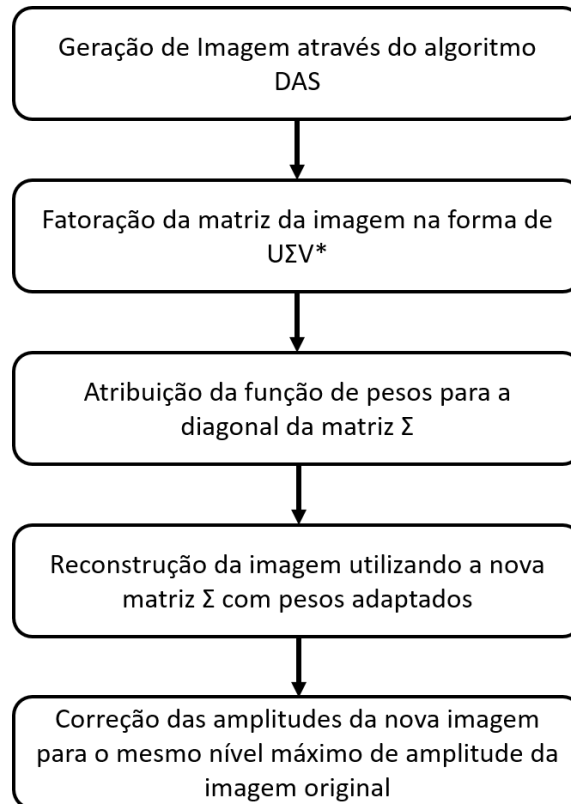 Geração de Imagem através do algoritmo
DAS
Fatoração da matriz da imagem na forma de
UΣV*
Atribuição da função de pesos para a
diagonal da matriz Σ
Reconstrução da imagem utilizando a nova
matriz Σ com pesos adaptados
Correção das amplitudes da nova imagem
para o mesmo nível máximo de amplitude da
imagem original